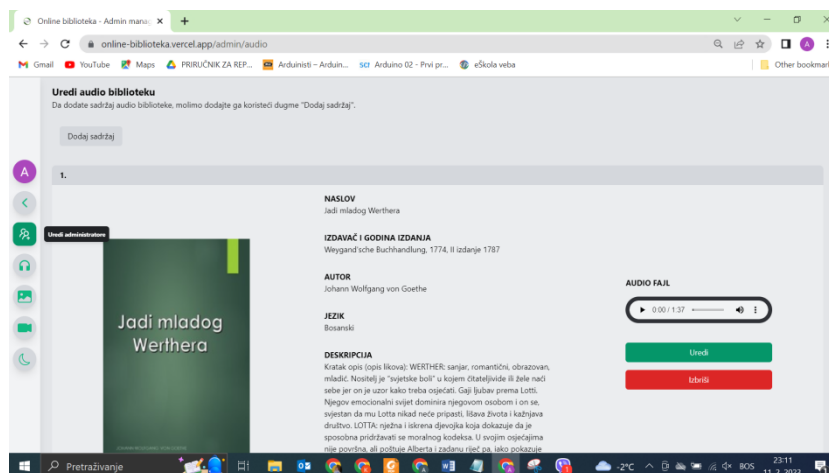 Online biblioteka - Admin manag
online-biblioteka.vercel.app/admin/audio
Gmail YouTube Maps PRIRUČNIK ZA REP... Arduinisti – Arduin... Arduino 02 - Prvi pr... eŠkola veba Other bookmar
Uredi audio biblioteku
Da dodate sadržaj audio biblioteke, molimo dodajte ga koristeći dugme "Dodaj sadržaj".
Dodaj sadržaj
A
1.
Uredi administratore
Jadi mladog
Werthera
NASLOV
Jadi mladog Werthera
IZDAVAČ I GODINA IZDANJA
Weygand'sche Buchhandlung, 1774, II izdanje 1787
AUTOR
Johann Wolfgang von Goethe
JEZIK
Bosanski
DESKRIPCIJA
Kratak opis (opis likova): WERTHER: sanjar, romantični, obrazovan,
mladić. Nositelj je "svjetske boli" u kojem čitateljivide ili žele naći
sebe jer on je uzor kako treba osjećati. Gaji ljubav prema Lotti.
Njegov emocionalni svijet dominira njegovom osobom i on se,
svjestan da mu Lotta nikad neće pripasti, lišava života i kažnjava
društvo. LOTTA: nježna i iskrena djevojka koja dokazuje da je
sposobna pridržavati se moralnog kodeksa. U svojim osjećajima
nije površna, ali poštuje Alberta i zadanu riječ pa, iako pokazuje
AUDIO FAJL
0:00 / 1:37
Uredi
Izbriši
Pretraživanje
-2°C
BOS
23:11
11. 2. 2023.